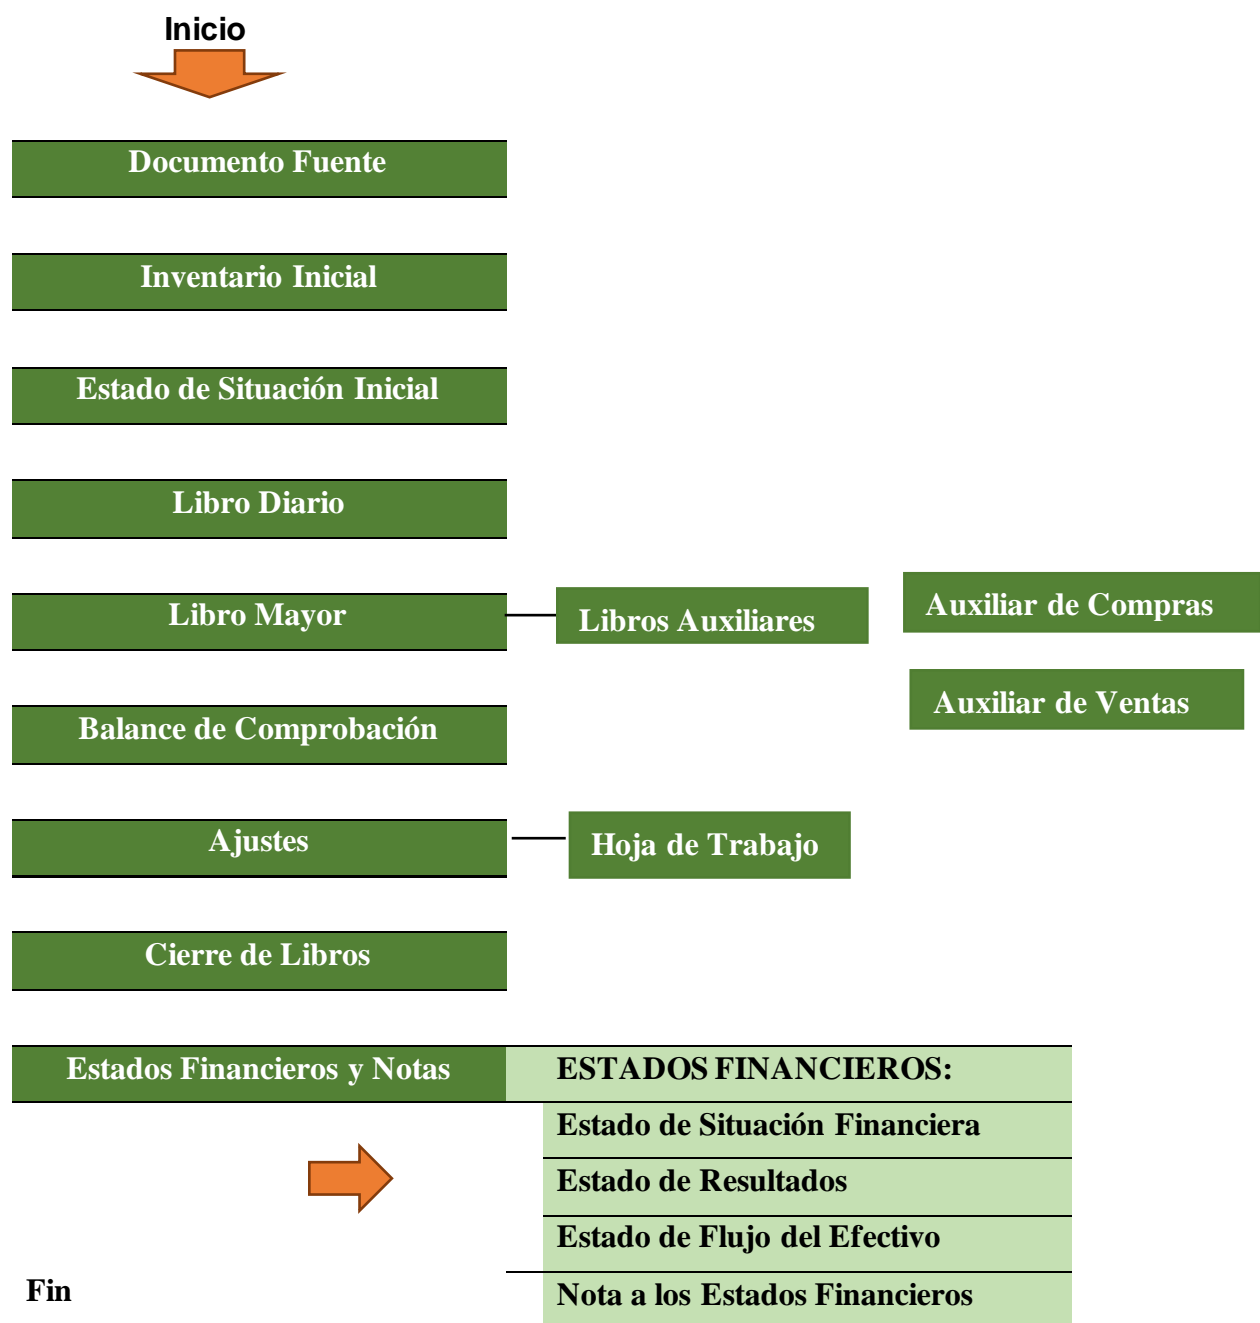 Inicio
Documento Fuente
Inventario Inicial
Estado de Situación Inicial
Libro Diario
Libro Mayor
Libros Auxiliares
Auxiliar de Compras
Auxiliar de Ventas
Balance de Comprobación
Ajustes
Hoja de Trabajo
Cierre de Libros
Estados Financieros y Notas
ESTADOS FINANCIEROS:
Estado de Situación Financiera
Estado de Resultados
Estado de Flujo del Efectivo
Fin
Nota a los Estados Financieros